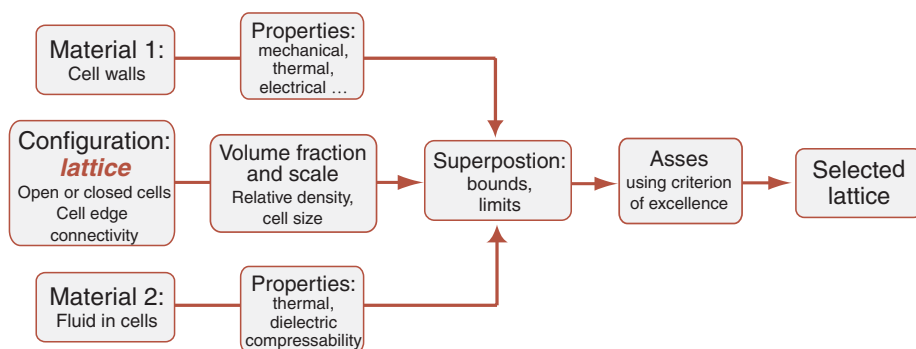 Material 1:
Cell walls
Properties:
mechanical,
thermal,
electrical ...
Configuration:
lattice
Open or closed cells
Cell edge
connectivity
Volume fraction
and scale
Relative density,
cell size
Superpostion:
bounds,
limits
Asses
using criterion
of excellence
Selected
lattice
Material 2:
Fluid in cells
Properties:
thermal,
dielectric
compressability